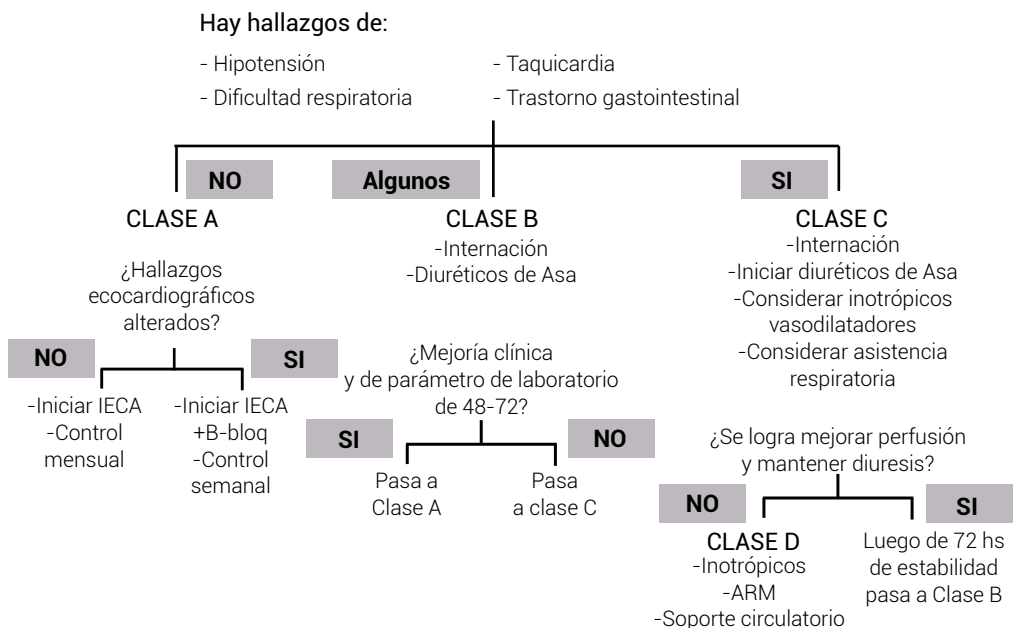 Hay hallazgos de:
- Hipotensión
- Taquicardia
- Dificultad respiratoria
- Trastorno gastointestinal
NO
Algunos
SI
CLASE A
¿Hallazgos
ecocardiográficos
alterados?
NO
SI
-Iniciar IECA
-Control
mensual
-Iniciar IECA
+B-bloq
-Control
semanal
CLASE B
-Internación
-Diuréticos de Asa
¿Mejoría clínica
y de parámetro de laboratorio
de 48-72?
SI
NO
Pasa a
Clase A
Pasa
a clase C
CLASE C
-Internación
-Iniciar diuréticos de Asa
-Considerar inotrópicos
vasodilatadores
-Considerar asistencia
respiratoria
¿Se logra mejorar perfusión
y mantener diuresis?
NO
SI
CLASE D
-Inotrópicos
-ARM
-Soporte circulatorio
Luego de 72 hs
de estabilidad
pasa a Clase B